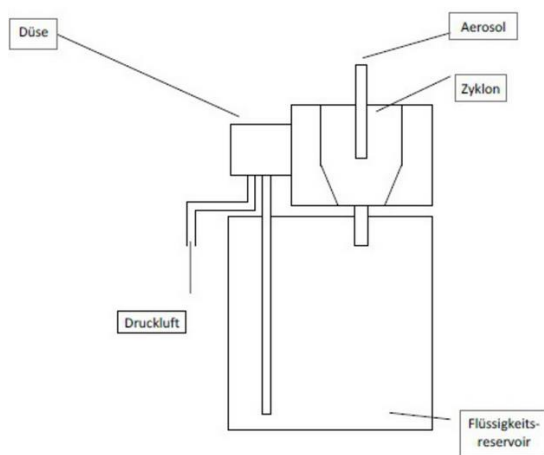 Düse
Aerosol
Zyklon
Druckluft
Flüssigkeits-
reservoir